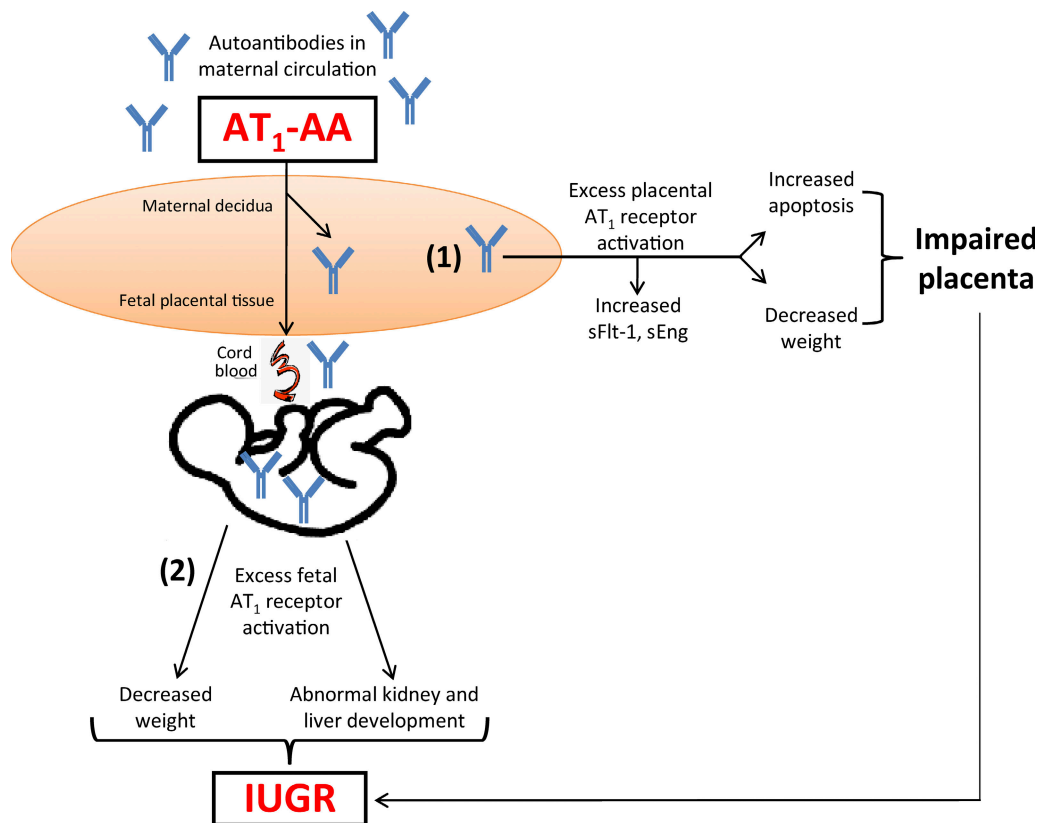 Autoantibodies in
maternal circulation
AT₁-AA
Maternal decidua
Fetal placental tissue
(1)
Excess placental
AT₁ receptor
activation
Increased
sFlt-1, sEng
Increased
apoptosis
Decreased
weight
Impaired
placenta
Cord
blood
(2)
Excess fetal
AT₁ receptor
activation
Decreased
weight
Abnormal kidney and
liver development
IUGR